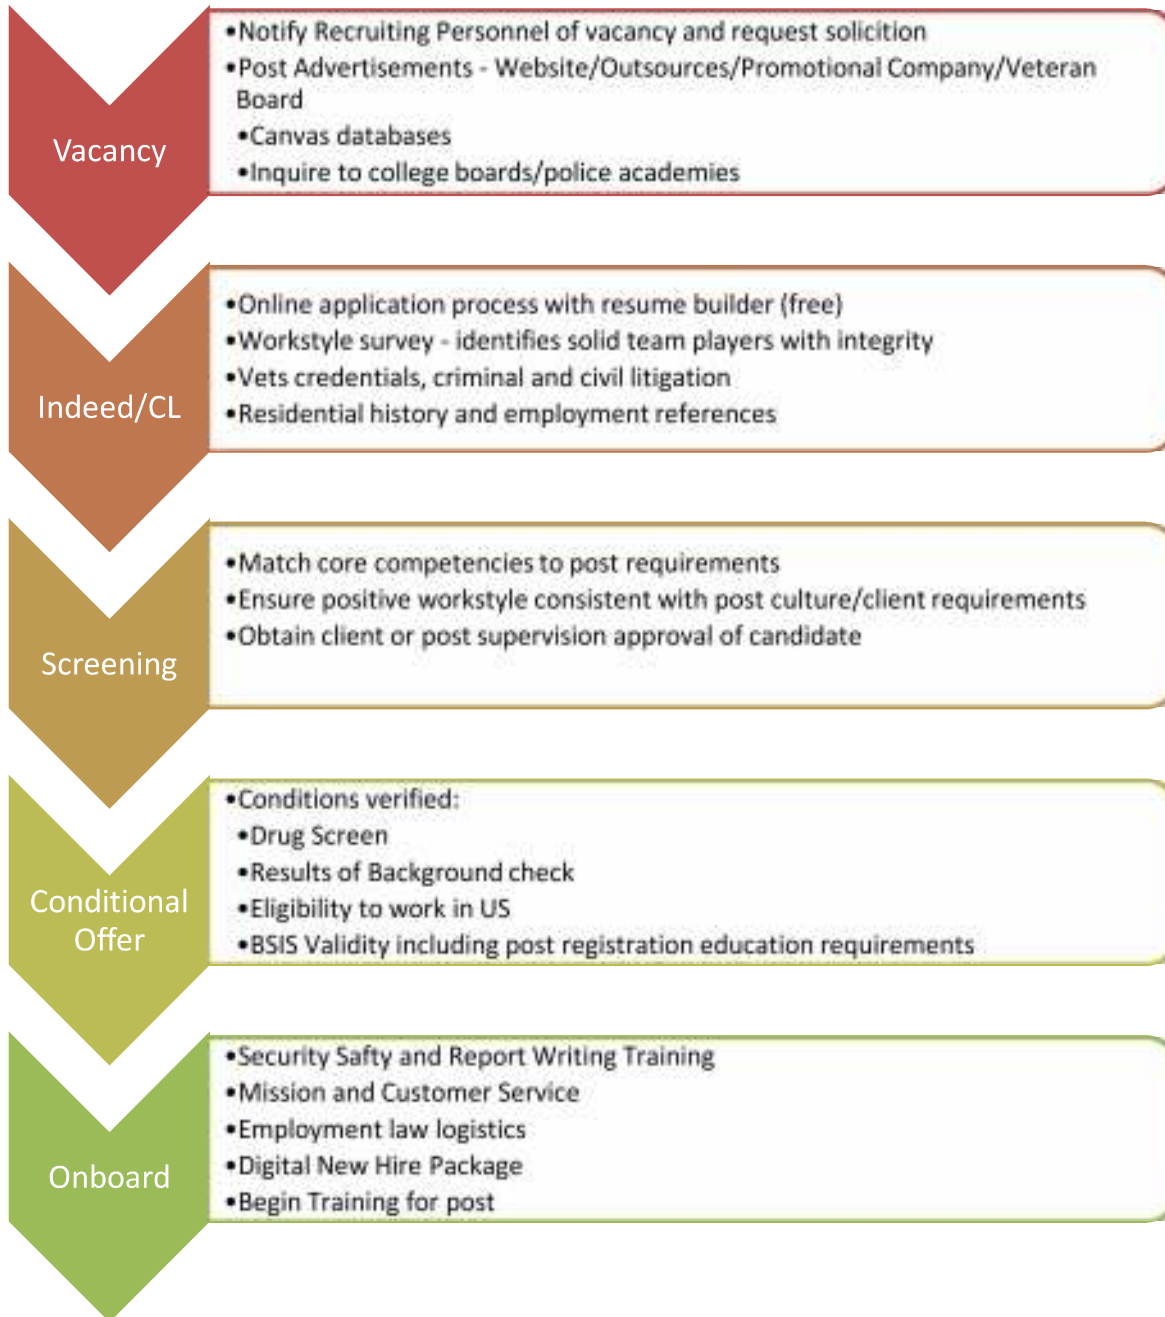 Vacancy
•Notify Recruiting Personnel of vacancy and request solicition
•Post Advertisements - Website/Outsources/Promotional Company/Veteran
Board
•Canvas databases
•Inquire to college boards/police academies
Indeed/CL
•Online application process with resume builder (free)
•Workstyle survey - identifies solid team players with integrity
•Vets credentials, criminal and civil litigation
•Residential history and employment references
Screening
•Match core competencies to post requirements
•Ensure positive workstyle consistent with post culture/client requirements
•Obtain client or post supervision approval of candidate
Conditional
Offer
•Conditions verified:
•Drug Screen
•Results of Background check
•Eligibility to work in US
•BSIS Validity including post registration education requirements
Onboard
•Security Safty and Report Writing Training
•Mission and Customer Service
•Employment law logistics
•Digital New Hire Package
•Begin Training for post